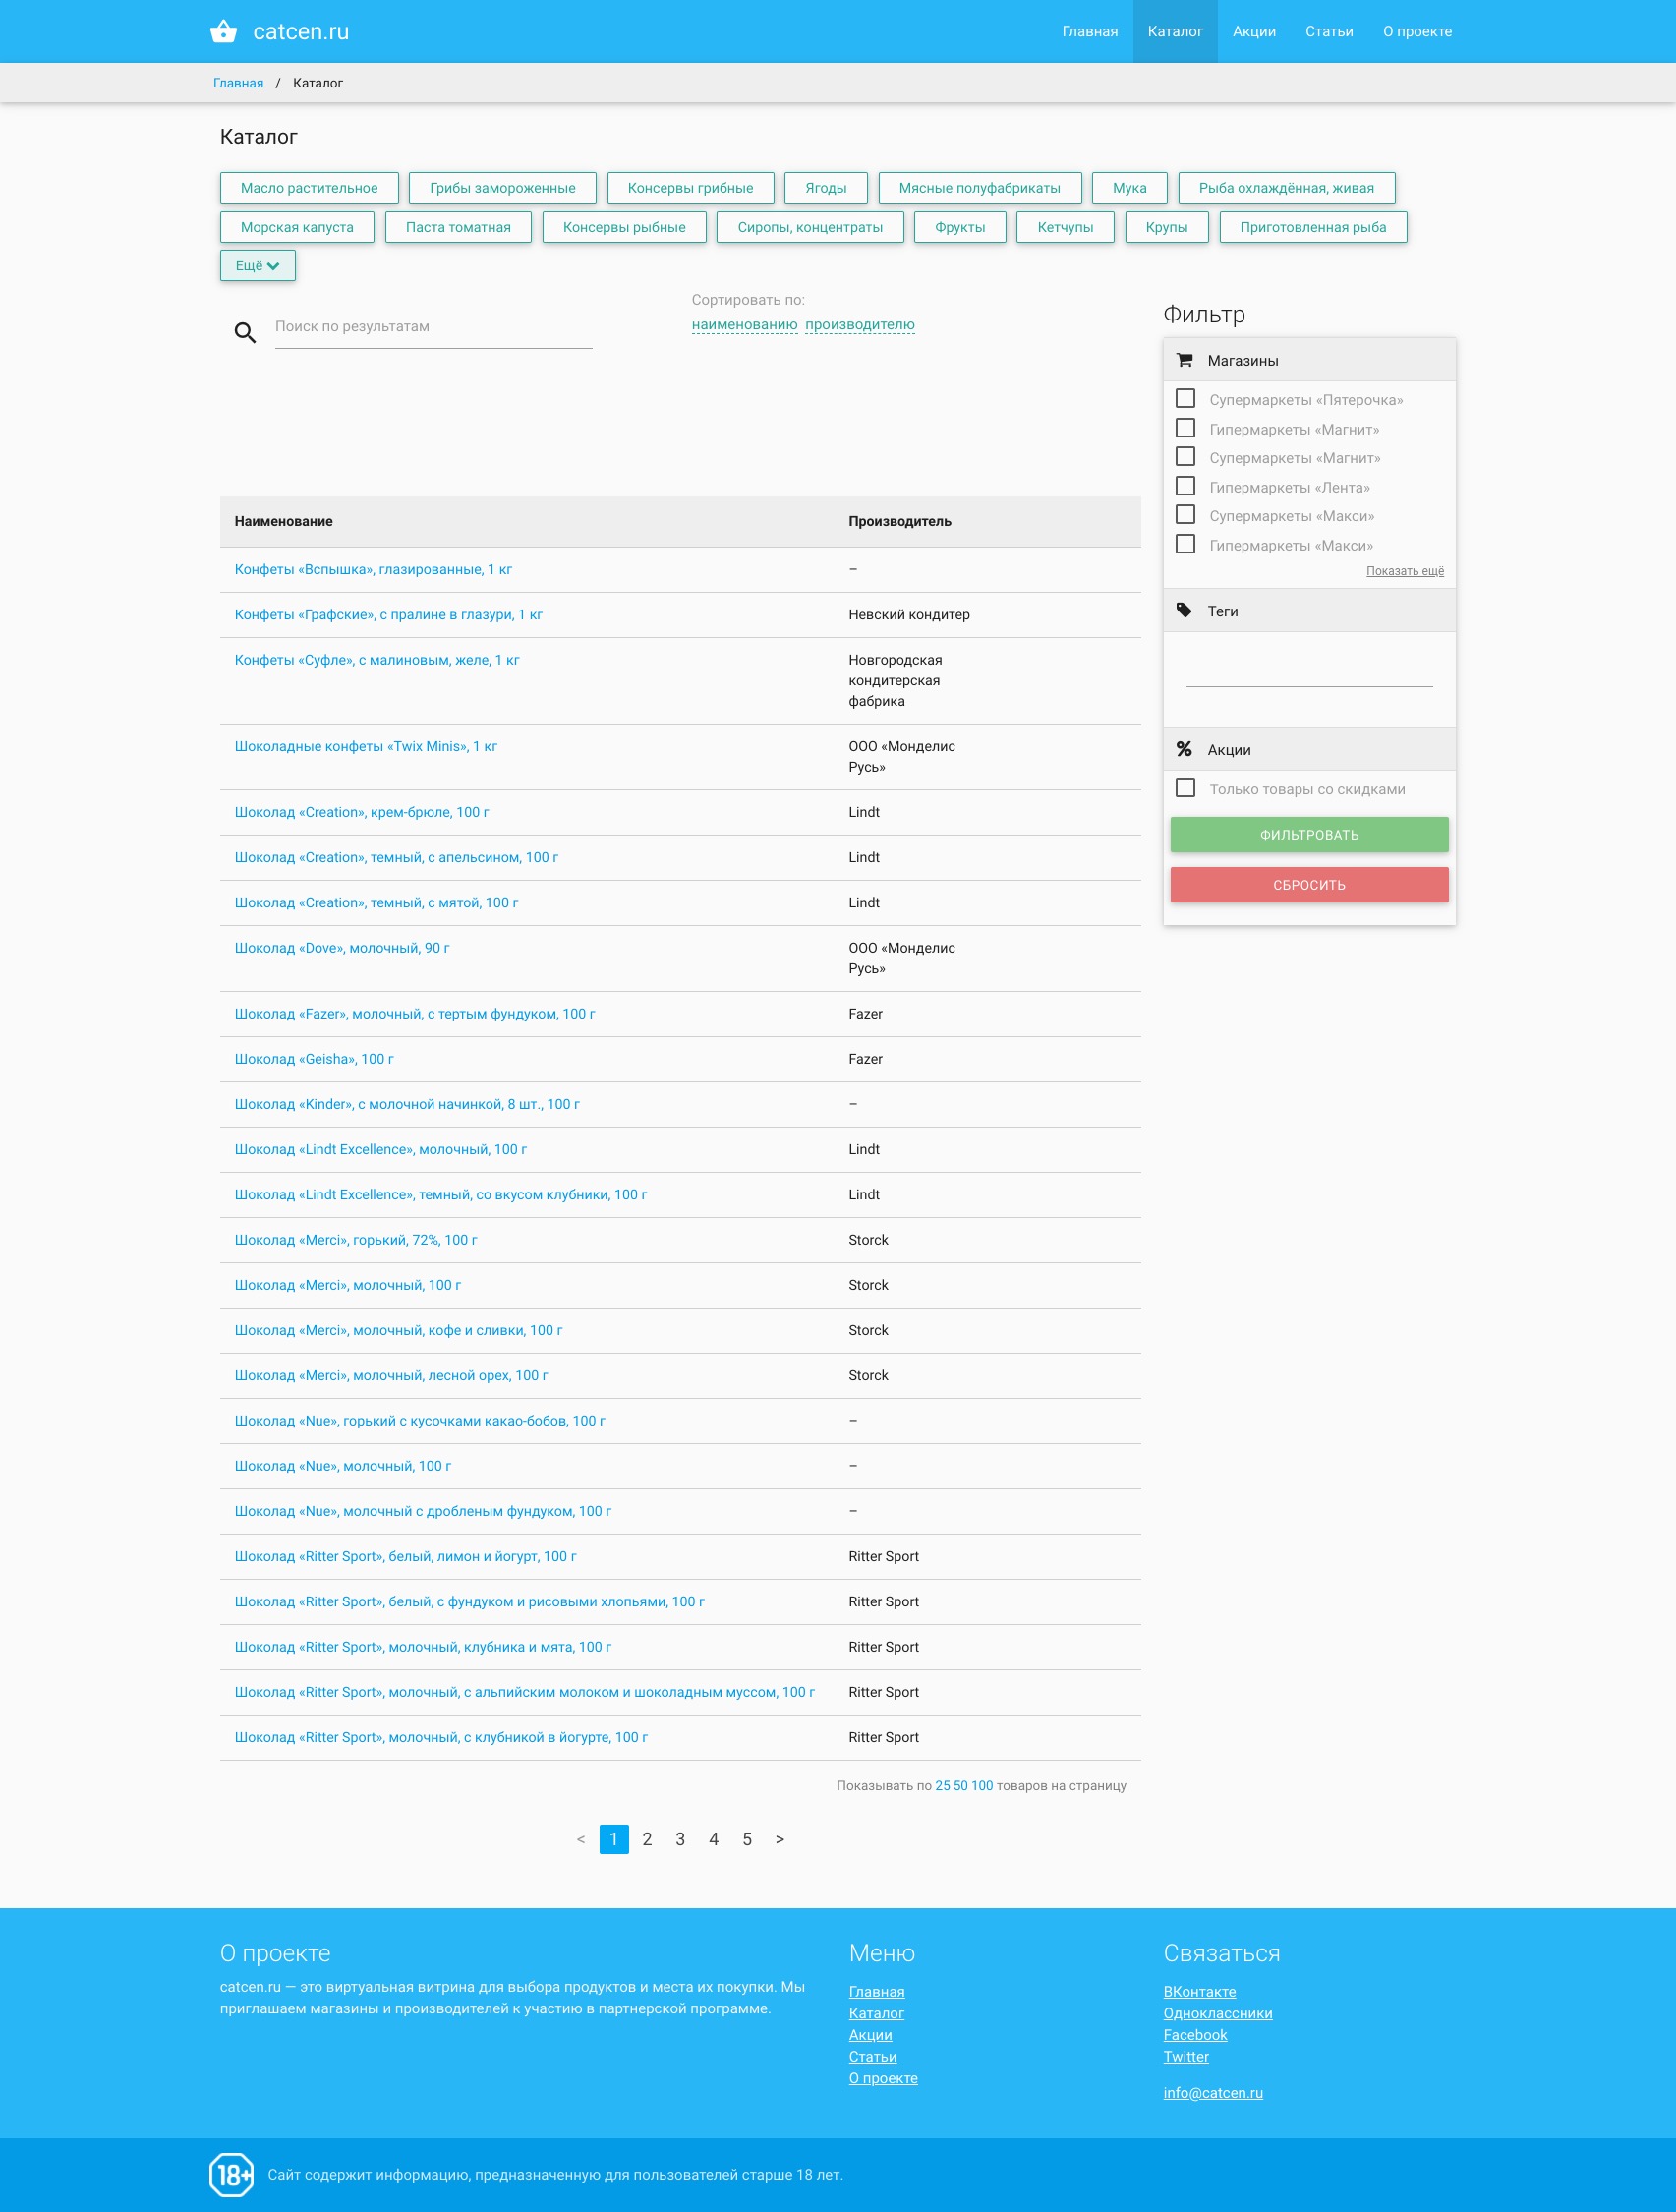 catcen.ru
Главная Каталог Акции Статьи О проекте
Главная / Каталог
Каталог
Масло растительное Грибы замороженные Консервы грибные Ягоды Мясные полуфабрикаты Мука Рыба охлаждённая, живая
Морская капуста Паста томатная Консервы рыбные Сиропы, концентраты Фрукты Кетчупы Крупы Приготовленная рыба
Ещё
Поиск по результатам
Сортировать по:
наименованию производителю
Наименование Производитель
Конфеты «Вспышка», глазированные, 1 кг –
Конфеты «Графские», с пралине в глазури, 1 кг Невский кондитер
Конфеты «Суфле», с малиновым, желе, 1 кг Новгородская
кондитерская
фабрика
Шоколадные конфеты «Twix Minis», 1 кг ООО «Монделис
Русь»
Шоколад «Creation», крем-брюле, 100 г Lindt
Шоколад «Creation», темный, с апельсином, 100 г Lindt
Шоколад «Creation», темный, с мятой, 100 г Lindt
Шоколад «Dove», молочный, 90 г ООО «Монделис
Русь»
Шоколад «Fazer», молочный, с тертым фундуком, 100 г Fazer
Шоколад «Geisha», 100 г Fazer
Шоколад «Kinder», с молочной начинкой, 8 шт., 100 г –
Шоколад «Lindt Excellence», молочный, 100 г Lindt
Шоколад «Lindt Excellence», темный, со вкусом клубники, 100 г Lindt
Шоколад «Merci», горький, 72%, 100 г Storck
Шоколад «Merci», молочный, 100 г Storck
Шоколад «Merci», молочный, кофе и сливки, 100 г Storck
Шоколад «Merci», молочный, лесной орех, 100 г Storck
Шоколад «Nue», горький с кусочками какао-бобов, 100 г –
Шоколад «Nue», молочный, 100 г –
Шоколад «Nue», молочный с дробленым фундуком, 100 г –
Шоколад «Ritter Sport», белый, лимон и йогурт, 100 г Ritter Sport
Шоколад «Ritter Sport», белый, с фундуком и рисовыми хлопьями, 100 г Ritter Sport
Шоколад «Ritter Sport», молочный, клубника и мята, 100 г Ritter Sport
Шоколад «Ritter Sport», молочный, с альпийским молоком и шоколадным муссом, 100 г Ritter Sport
Шоколад «Ritter Sport», молочный, с клубникой в йогурте, 100 г Ritter Sport
Показывать по 25 50 100 товаров на страницу
< 1 2 3 4 5 >
Фильтр
Магазины
Супермаркеты «Пятерочка»
Гипермаркеты «Магнит»
Супермаркеты «Магнит»
Гипермаркеты «Лента»
Супермаркеты «Макси»
Гипермаркеты «Макси»
Показать ещё
Теги
Акции
Только товары со скидками
ФИЛЬТРОВАТЬ
СБРОСИТЬ
О проекте
catcen.ru — это виртуальная витрина для выбора продуктов и места их покупки. Мы
приглашаем магазины и производителей к участию в партнерской программе.
Меню
Главная
Каталог
Акции
Статьи
О проекте
Связаться
ВКонтакте
Одноклассники
Facebook
Twitter
info@catcen.ru
18+ Сайт содержит информацию, предназначенную для пользователей старше 18 лет.